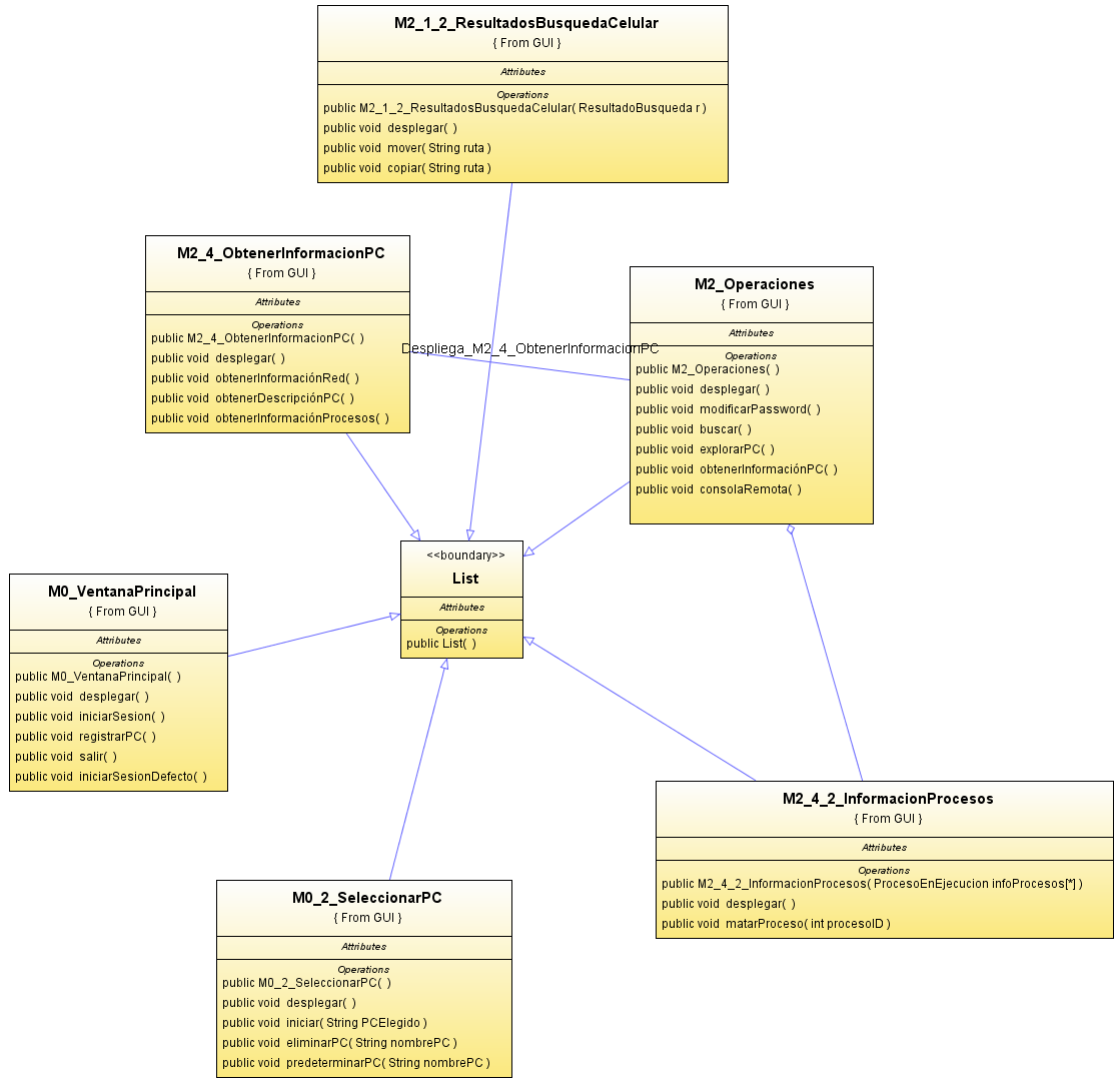 M2_1_2_ResultadosBusquedaCelular
{ From GUI }
Attributes
Operations
public M2_1_2_ResultadosBusquedaCelular( ResultadoBusqueda r )
public void desplegar( )
public void mover( String ruta )
public void copiar( String ruta )
M2_4_ObtenerInformacionPC
{ From GUI }
Attributes
Operations
public M2_4_ObtenerInformacionPC( )
public void desplegar( )
public void obtenerInformaciónRed( )
public void obtenerDescripciónPC( )
public void obtenerInformaciónProcesos( )
Despliega_M2_4_ObtenerInformacionPC
M2_Operaciones
{ From GUI }
Attributes
Operations
public M2_Operaciones( )
public void desplegar( )
public void modificarPassword( )
public void buscar( )
public void explorarPC( )
public void obtenerInformaciónPC( )
public void consolaRemota( )
<<boundary>>
List
Attributes
Operations
public List( )
M0_VentanaPrincipal
{ From GUI }
Attributes
Operations
public M0_VentanaPrincipal( )
public void desplegar( )
public void iniciarSesion( )
public void registrarPC( )
public void salir( )
public void iniciarSesionDefecto( )
M2_4_2_InformacionProcesos
{ From GUI }
Attributes
Operations
public M2_4_2_InformacionProcesos( ProcesoEnEjecucion infoProcesos[*] )
public void desplegar( )
public void matarProceso( int procesoID )
M0_2_SeleccionarPC
{ From GUI }
Attributes
Operations
public M0_2_SeleccionarPC( )
public void desplegar( )
public void iniciar( String PCElegido )
public void eliminarPC( String nombrePC )
public void predeterminarPC( String nombrePC )